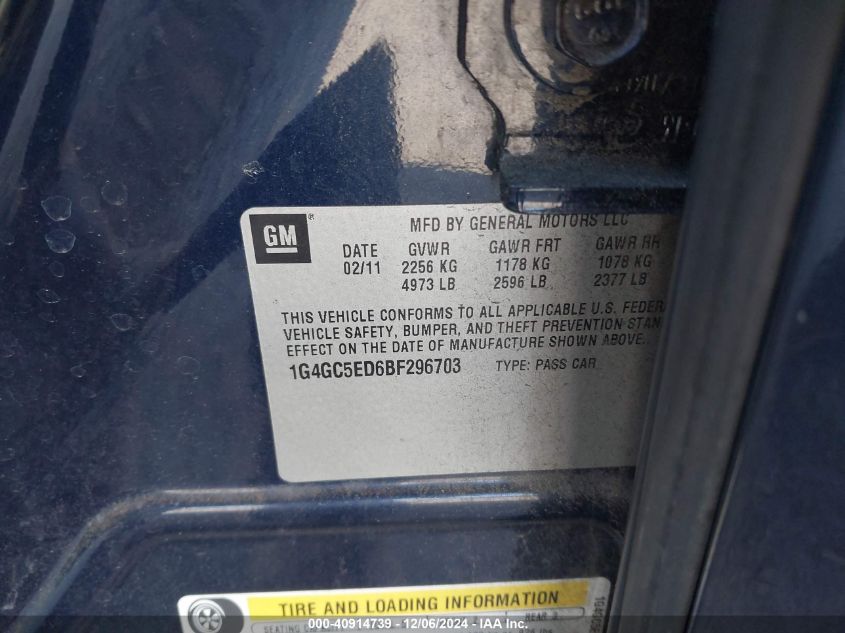 GM ®
MFD BY GENERAL MOTORS LLC
DATE GVWR GAWR FRT GAWR RR
02/11 2256 KG 1178 KG 1078 KG
4973 LB 2596 LB 2377 LB
THIS VEHICLE CONFORMS TO ALL APPLICABLE U.S. FEDER
VEHICLE SAFETY, BUMPER, AND THEFT PREVENTION STAN
EFFECT ON THE DATE OF MANUFACTURE SHOWN ABOVE.
1G4GC5ED6BF296703 TYPE: PASS CAR
TIRE AND LOADING INFORMATION
SEATING REAR 3
000-40914739 - 12/06/2024 - IAA Inc.